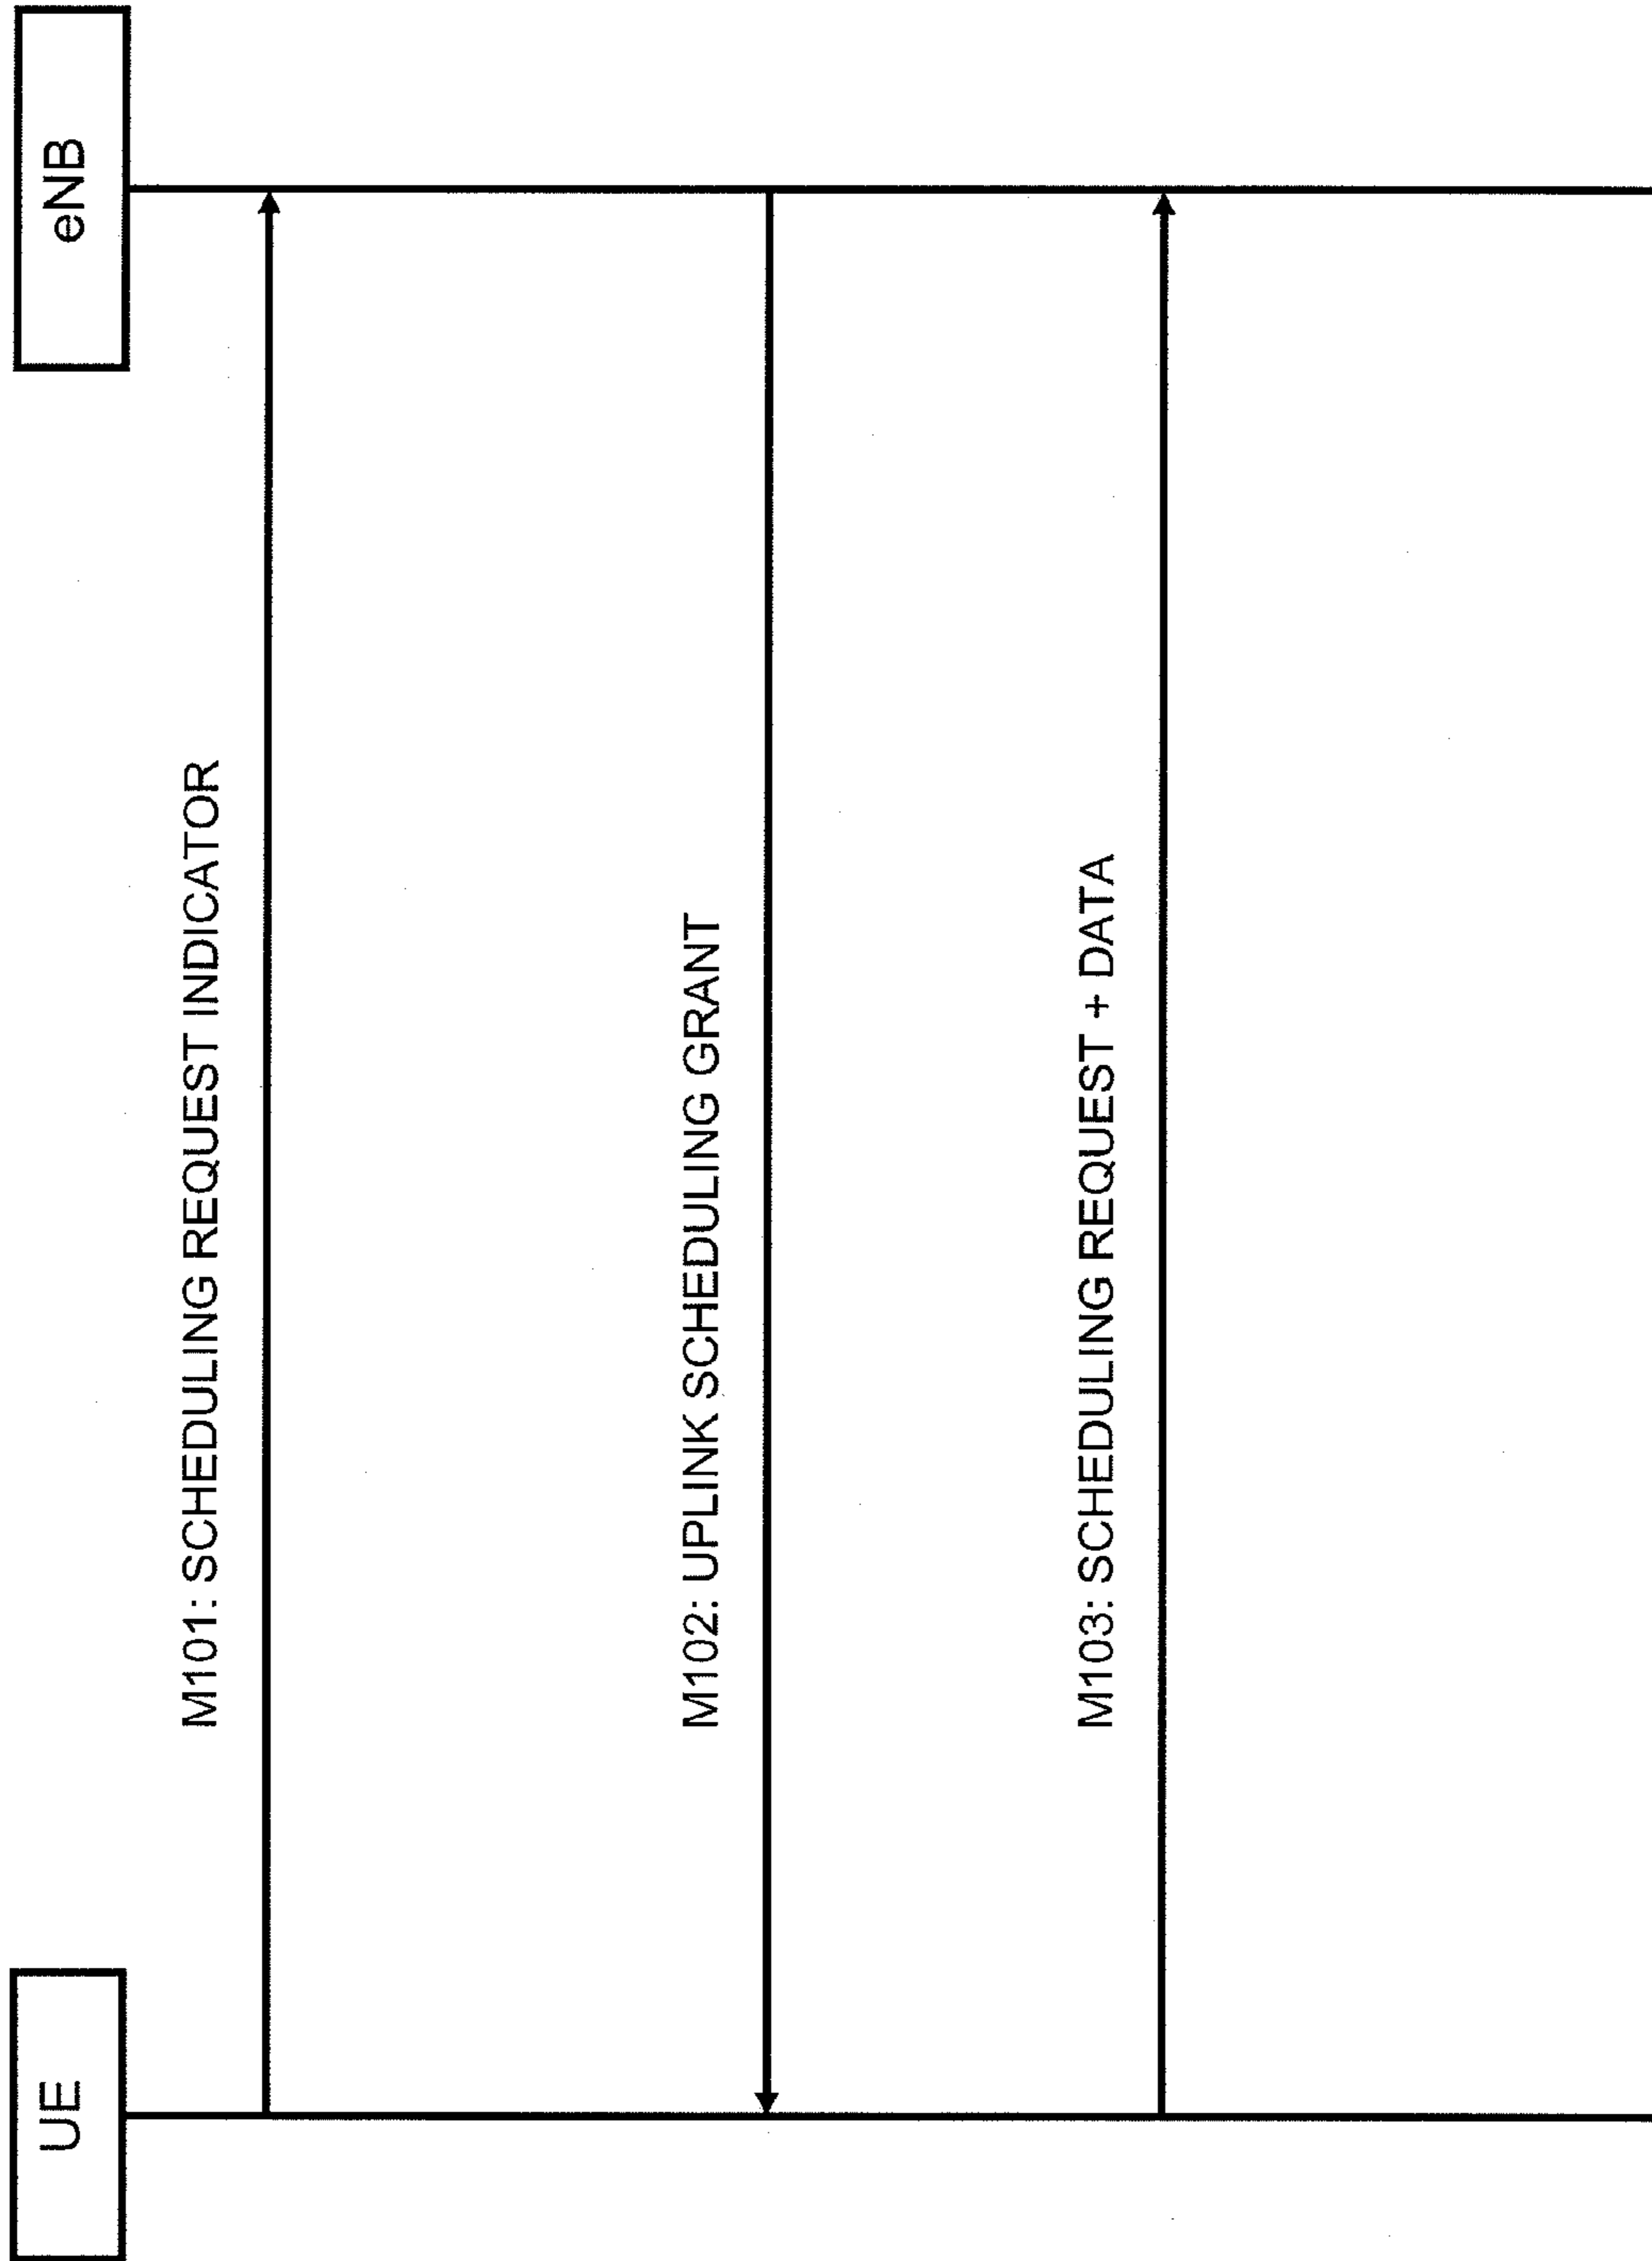 UE
eNB
M101: SCHEDULING REQUEST INDICATOR
M102: UPLINK SCHEDULING GRANT
M103: SCHEDULING REQUEST + DATA